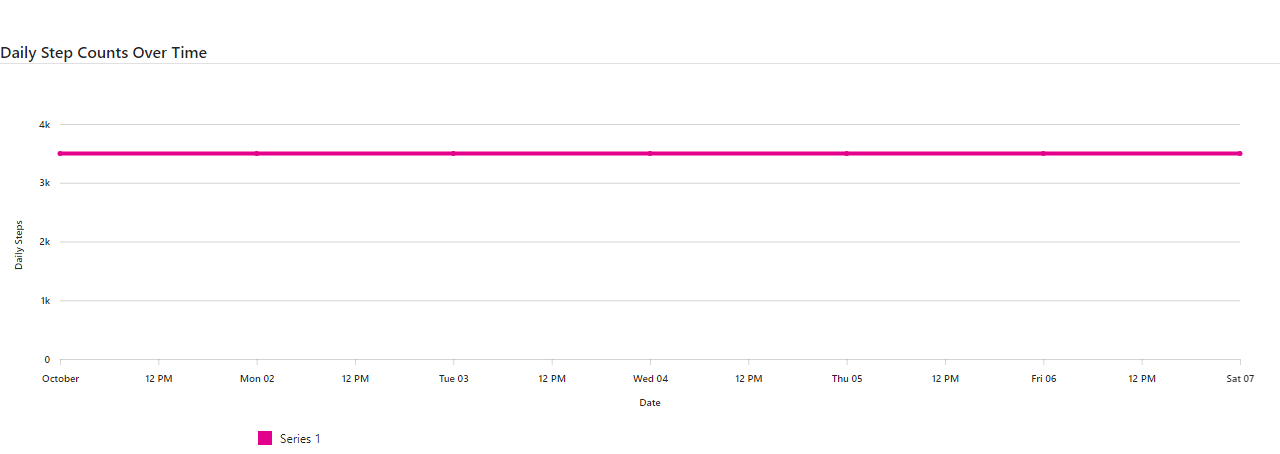 Daily Step Counts Over Time
4k
3k
2k
1k
0
Daily Steps
October 12 PM Mon 02 12 PM Tue 03 12 PM Wed 04 12 PM Thu 05 12 PM Fri 06 12 PM Sat 07
Date
Series 1